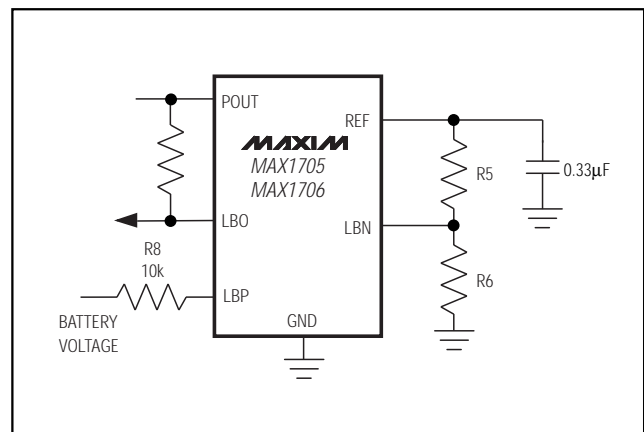 POUT
REF
MAXIM
MAX1705
MAX1706
R5
0.33µF
LBO
LBN
R8
10k
LBP
R6
BATTERY
VOLTAGE
GND